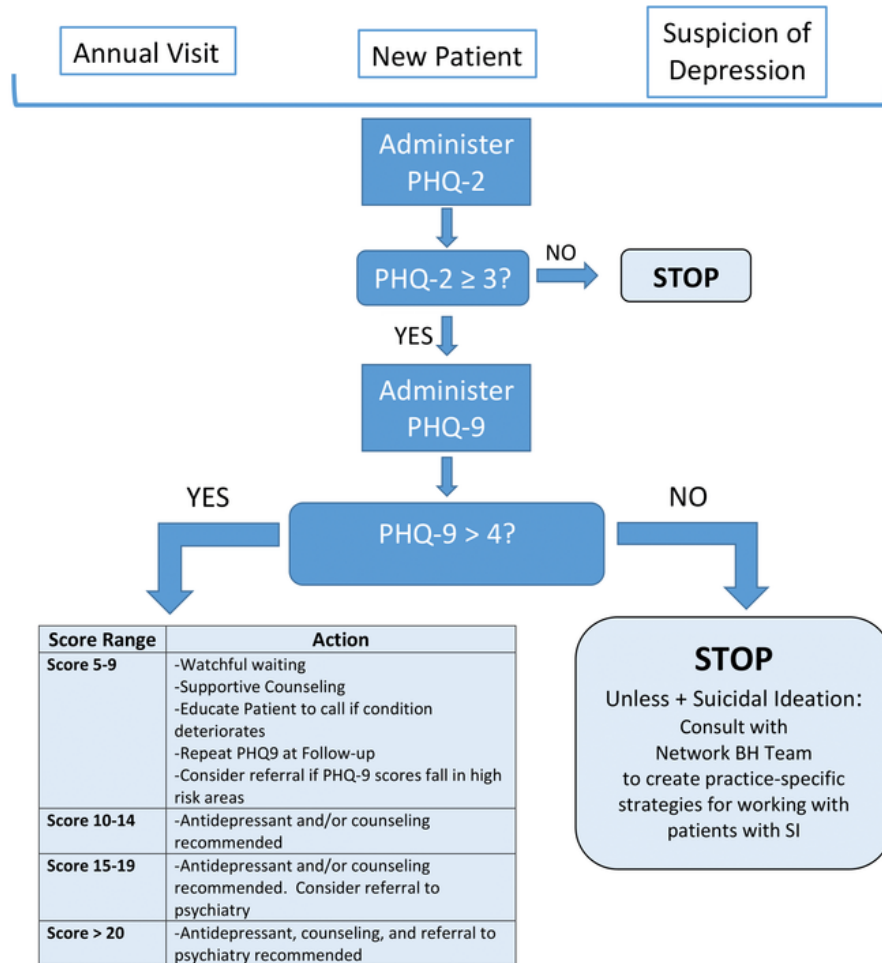 Annual Visit
New Patient
Suspicion of
Depression
Administer
PHQ-2
PHQ-2 ≥ 3?
NO
STOP
YES
Administer
PHQ-9
PHQ-9 > 4?
YES
NO
Score Range
Action
Score 5-9
-Watchful waiting
-Supportive Counseling
-Educate Patient to call if condition
deteriorates
-Repeat PHQ9 at Follow-up
-Consider referral if PHQ-9 scores fall in high
risk areas
Score 10-14
-Antidepressant and/or counseling
recommended
Score 15-19
-Antidepressant and/or counseling
recommended. Consider referral to
psychiatry
Score > 20
-Antidepressant, counseling, and referral to
psychiatry recommended
STOP
Unless + Suicidal Ideation:
Consult with
Network BH Team
to create practice-specific
strategies for working with
patients with SI